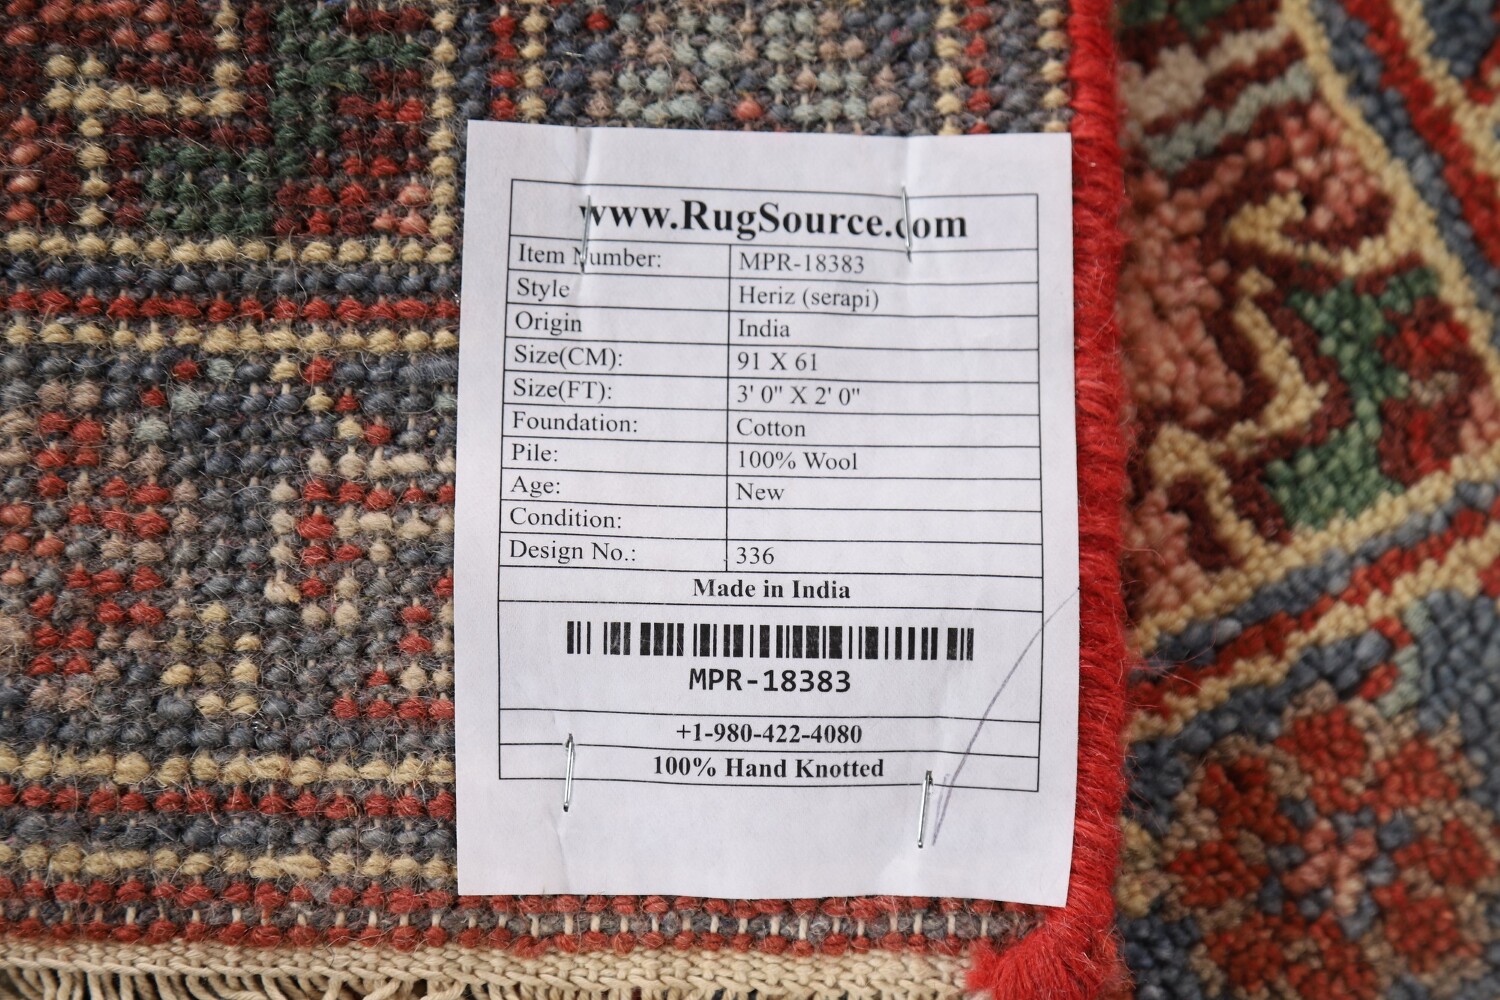 www.RugSource.com
Item Number: MPR-18383
Style Heriz (serapi)
Origin India
Size(CM): 91 X 61
Size(FT): 3' 0" X 2' 0"
Foundation: Cotton
Pile: 100% Wool
Age: New
Condition:
Design No.: 336
Made in India
MPR-18383
+1-980-422-4080
100% Hand Knotted